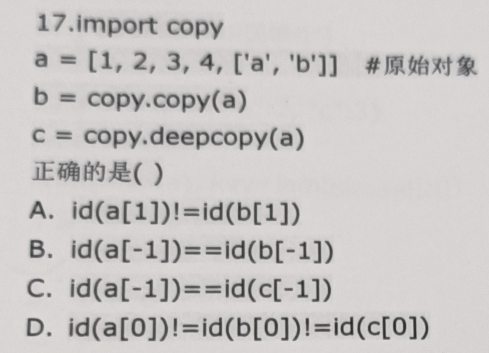 17.import copy
a = [1, 2, 3, 4, ['a', 'b']]  #原始对象
b = copy.copy(a)
c = copy.deepcopy(a)
正确的是( )
A. id(a[1])!=id(b[1])
B. id(a[-1])==id(b[-1])
C. id(a[-1])==id(c[-1])
D. id(a[0])!=id(b[0])!=id(c[0])